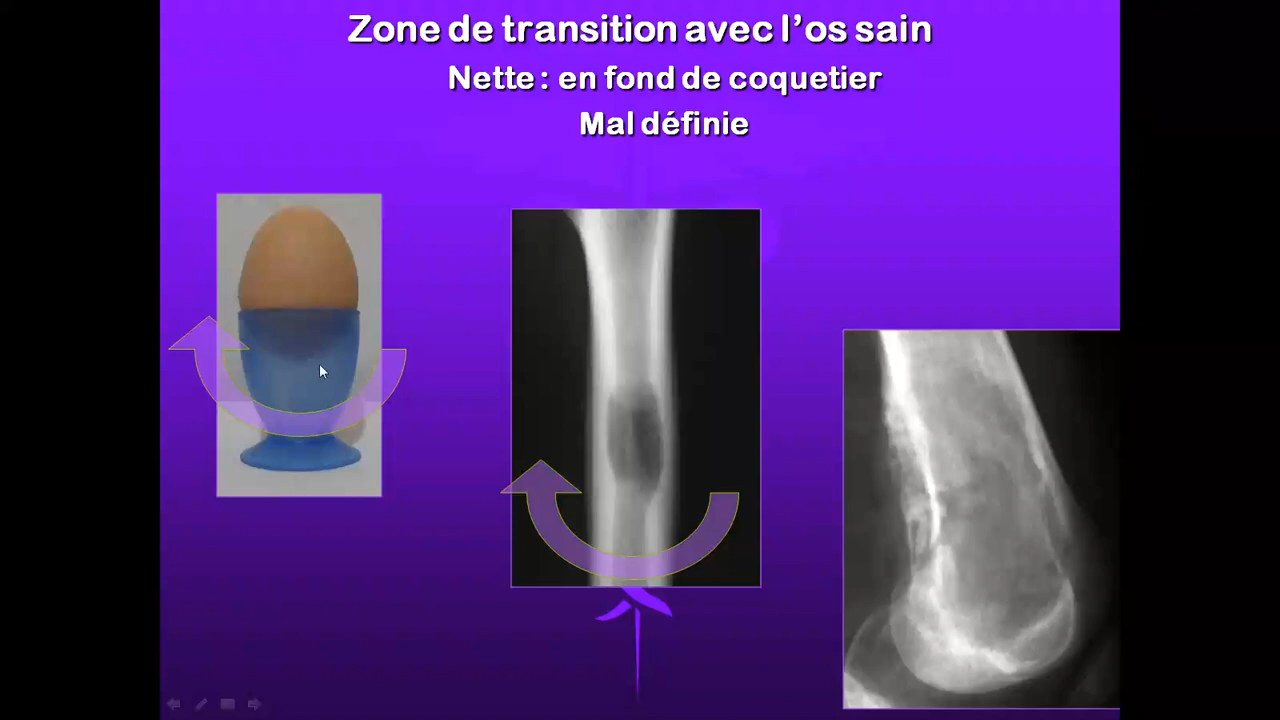 Zone de transition avec l’os sain
Nette : en fond de coquetier
Mal définie